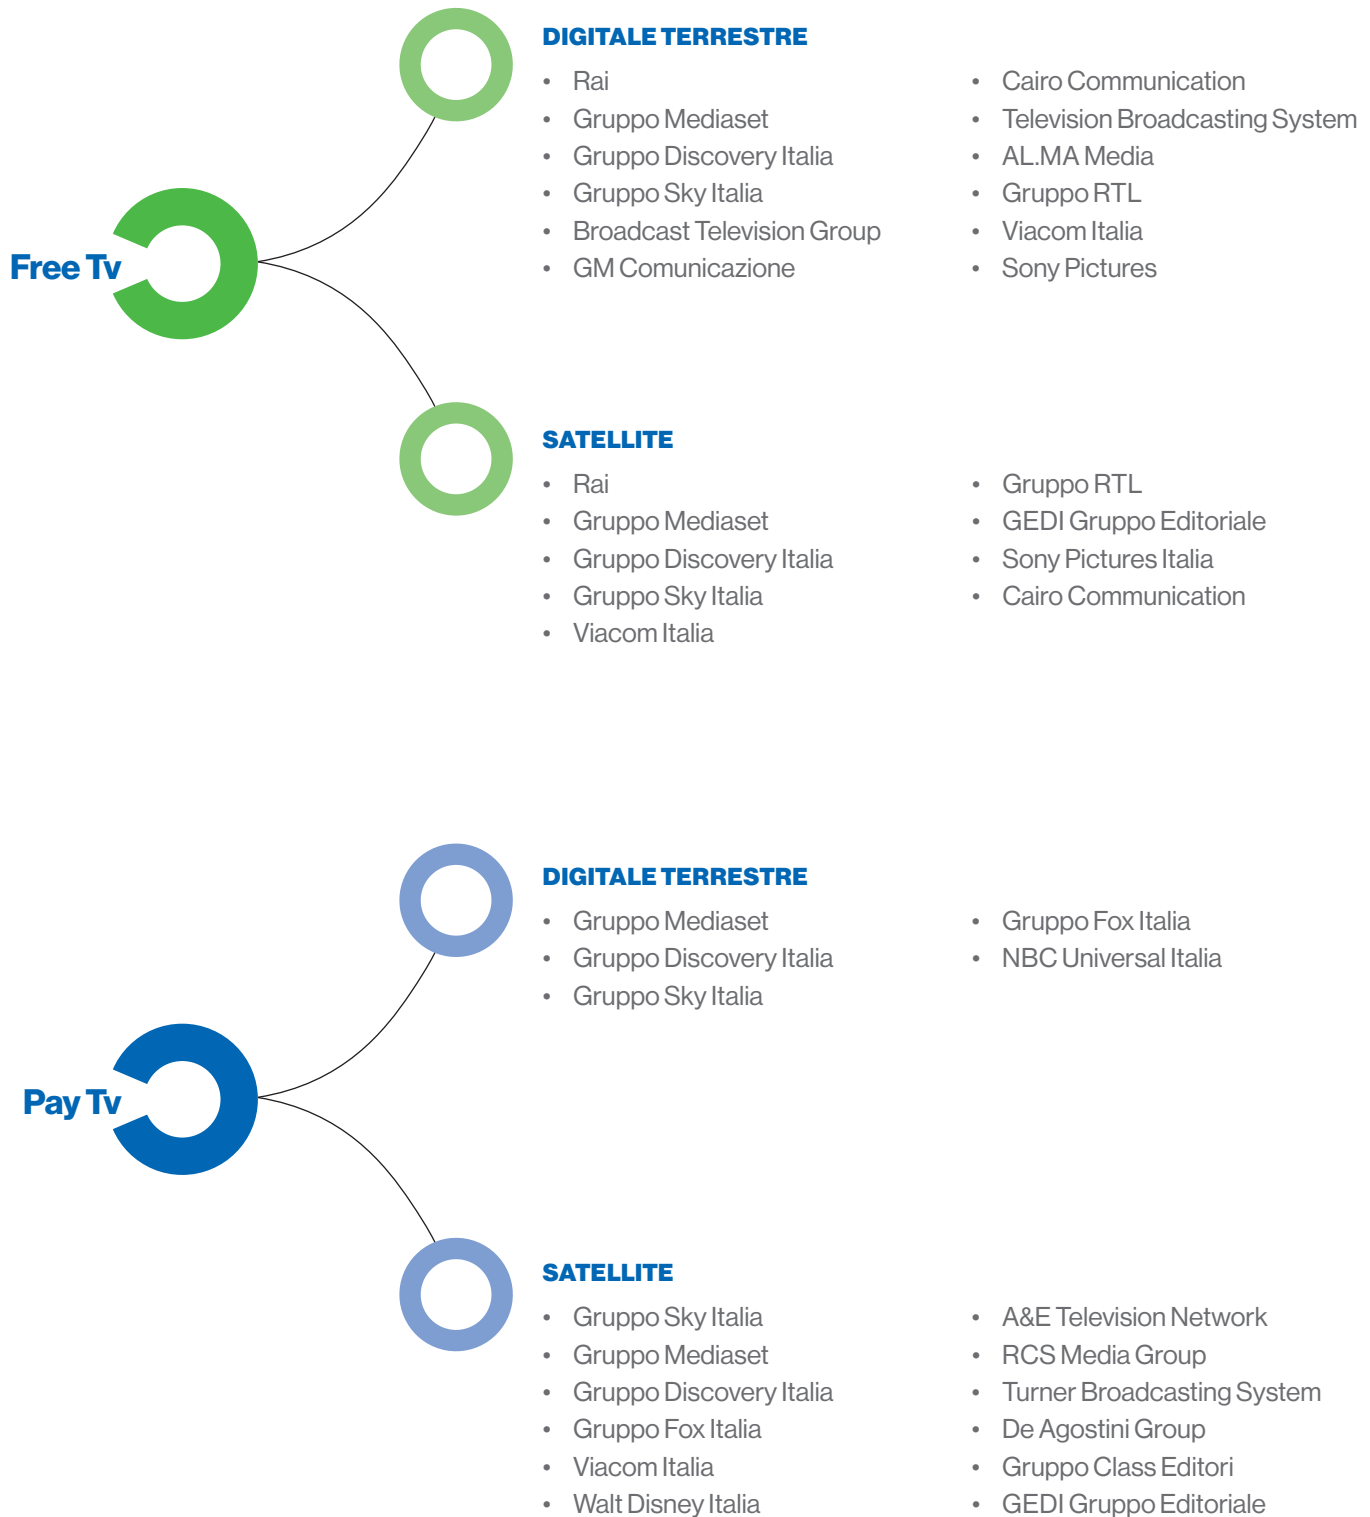 Free Tv
DIGITALE TERRESTRE
• Rai
• Gruppo Mediaset
• Gruppo Discovery Italia
• Gruppo Sky Italia
• Broadcast Television Group
• GM Comunicazione
• Cairo Communication
• Television Broadcasting System
• AL.MA Media
• Gruppo RTL
• Viacom Italia
• Sony Pictures
SATELLITE
• Rai
• Gruppo Mediaset
• Gruppo Discovery Italia
• Gruppo Sky Italia
• Viacom Italia
• Gruppo RTL
• GEDI Gruppo Editoriale
• Sony Pictures Italia
• Cairo Communication
Pay Tv
DIGITALE TERRESTRE
• Gruppo Mediaset
• Gruppo Discovery Italia
• Gruppo Sky Italia
• Gruppo Fox Italia
• NBC Universal Italia
SATELLITE
• Gruppo Sky Italia
• Gruppo Mediaset
• Gruppo Discovery Italia
• Gruppo Fox Italia
• Viacom Italia
• Walt Disney Italia
• A&E Television Network
• RCS Media Group
• Turner Broadcasting System
• De Agostini Group
• Gruppo Class Editori
• GEDI Gruppo Editoriale